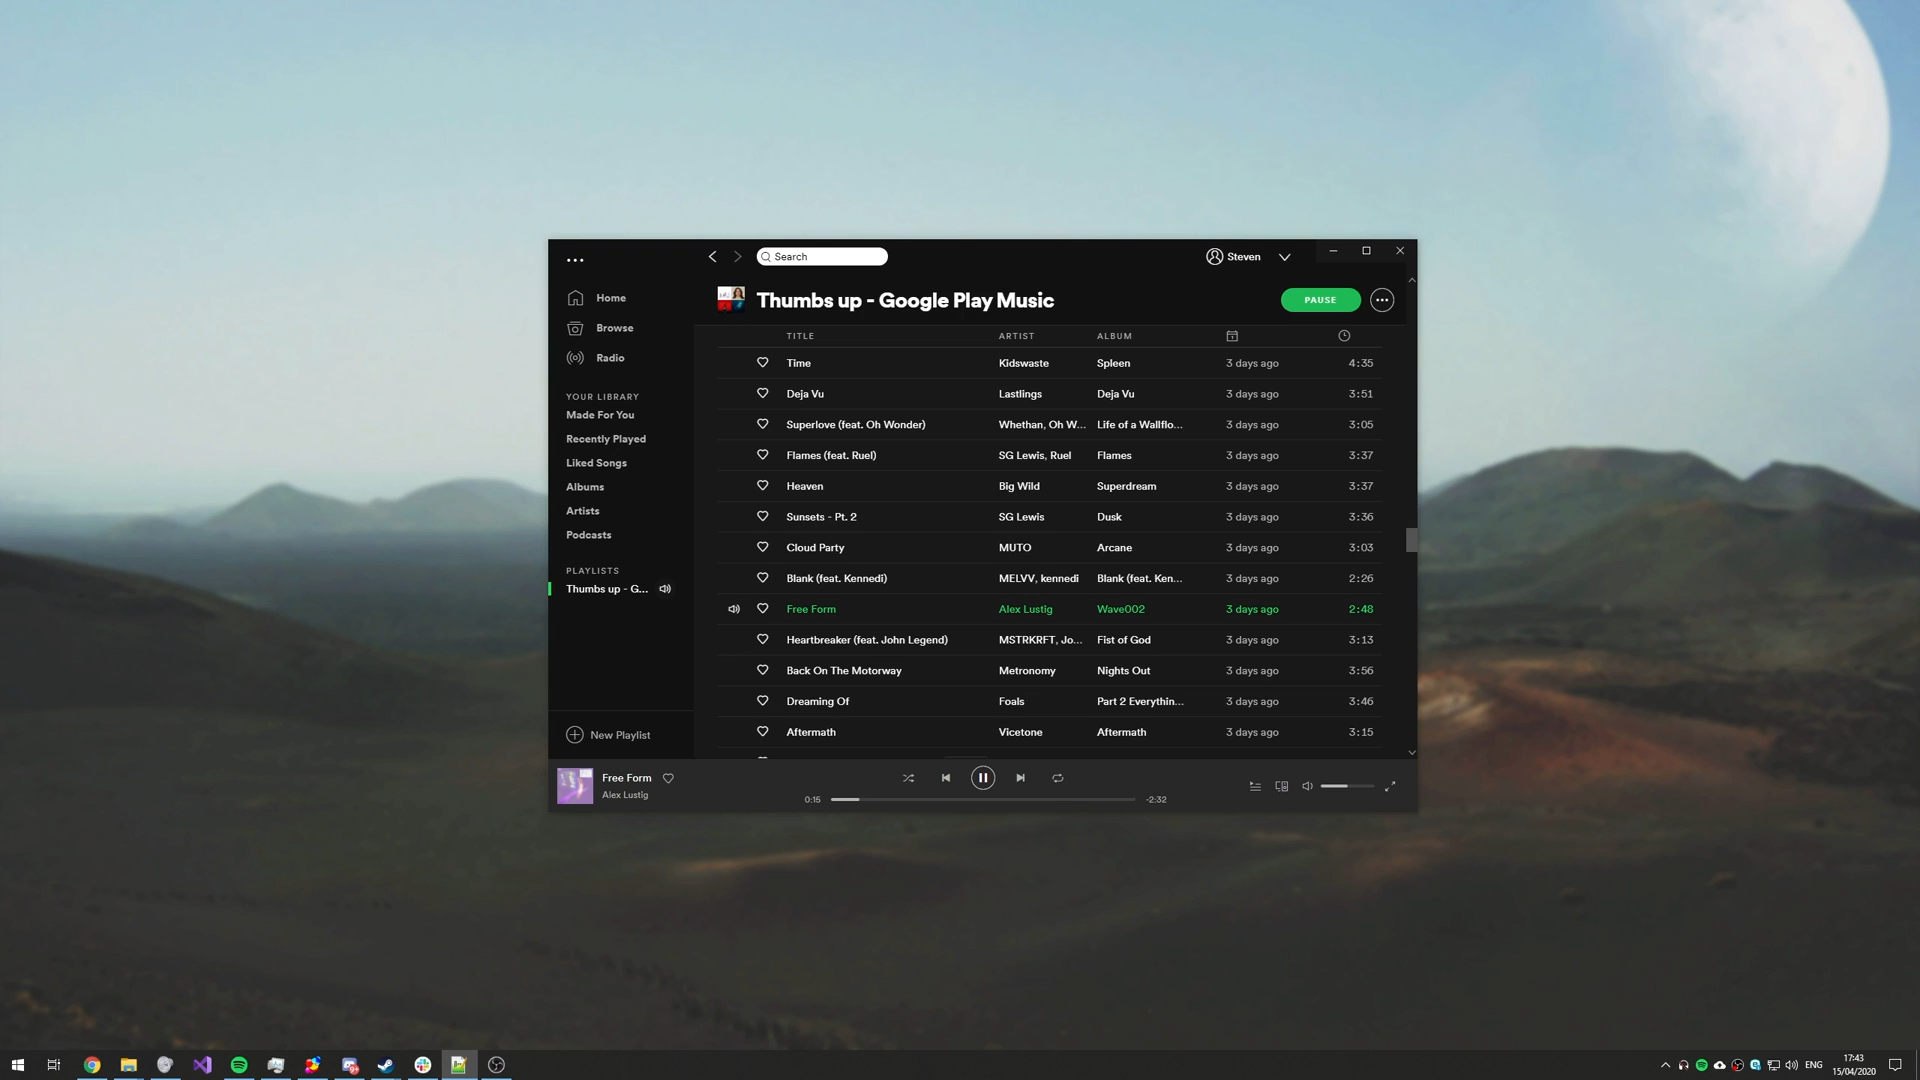 Search
Steven
Home
Browse
Radio
YOUR LIBRARY
Made For You
Recently Played
Liked Songs
Albums
Artists
Podcasts
PLAYLISTS
Thumbs up - G...
New Playlist
Thumbs up - Google Play Music
PAUSE
TITLE ARTIST ALBUM
Time Kidswaste Spleen 3 days ago 4:35
Deja Vu Lastlings Deja Vu 3 days ago 3:51
Superlove (feat. Oh Wonder) Whethan, Oh W... Life of a Wallflo... 3 days ago 3:05
Flames (feat. Ruel) SG Lewis, Ruel Flames 3 days ago 3:37
Heaven Big Wild Superdream 3 days ago 3:37
Sunsets - Pt. 2 SG Lewis Dusk 3 days ago 3:36
Cloud Party MUTO Arcane 3 days ago 3:03
Blank (feat. Kennedi) MELVV, kennedi Blank (feat. Ken... 3 days ago 2:26
Free Form Alex Lustig Wave002 3 days ago 2:48
Heartbreaker (feat. John Legend) MSTRKRFT, Jo... Fist of God 3 days ago 3:13
Back On The Motorway Metronomy Nights Out 3 days ago 3:56
Dreaming Of Foals Part 2 Everythin... 3 days ago 3:46
Aftermath Vicetone Aftermath 3 days ago 3:15
Free Form
Alex Lustig
0:15 -2:32
9+
ENG
17:43
15/04/2020